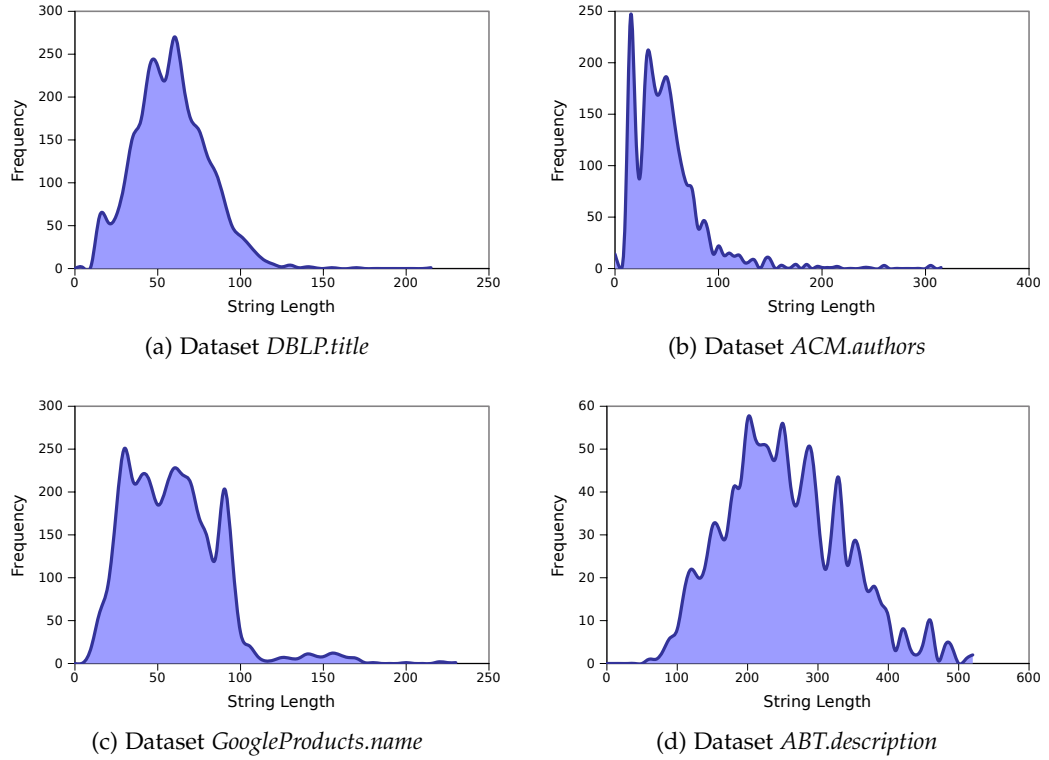 300
250
200
150
100
50
0
Frequency
0 50 100 150 200 250
String Length
(a) Dataset DBLP.title
250
200
150
100
50
0
Frequency
0 100 200 300 400
String Length
(b) Dataset ACM.authors
300
250
200
150
100
50
0
Frequency
0 50 100 150 200 250
String Length
(c) Dataset GoogleProducts.name
60
50
40
30
20
10
0
Frequency
0 100 200 300 400 500 600
String Length
(d) Dataset ABT.description